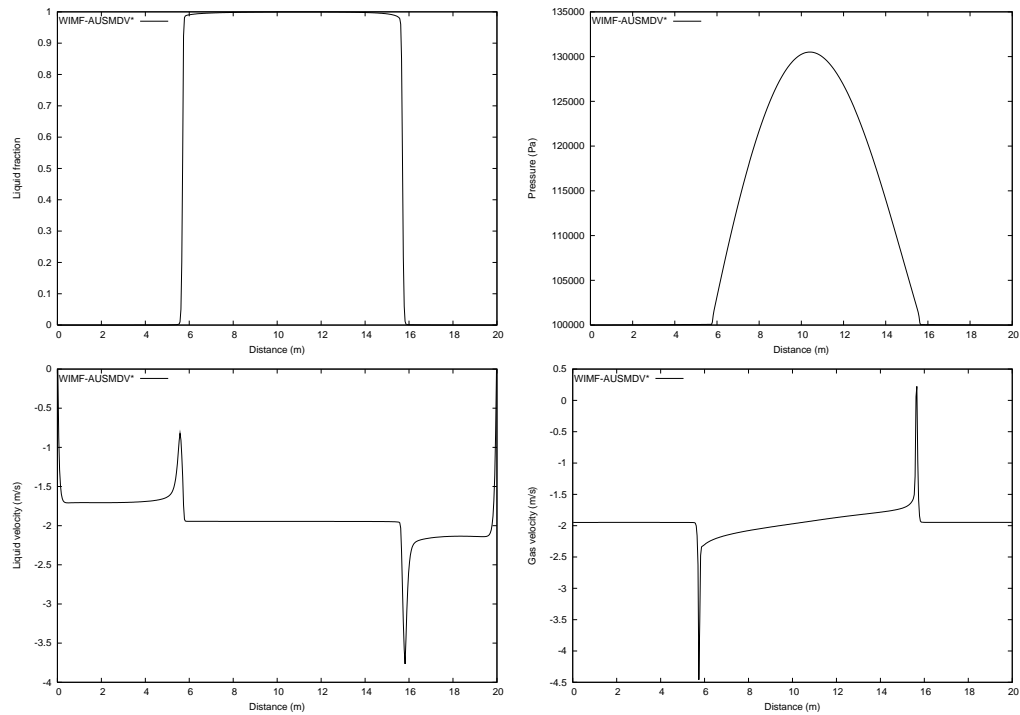 WIMF-AUSMDV*
1
0.9
0.8
0.7
0.6
0.5
0.4
0.3
0.2
0.1
0
Liquid fraction
0 2 4 6 8 10 12 14 16 18 20
Distance (m)
WIMF-AUSMDV*
135000
130000
125000
120000
115000
110000
105000
100000
Pressure (Pa)
0 2 4 6 8 10 12 14 16 18 20
Distance (m)
WIMF-AUSMDV*
0
-0.5
-1
-1.5
-2
-2.5
-3
-3.5
-4
Liquid velocity (m/s)
0 2 4 6 8 10 12 14 16 18 20
Distance (m)
WIMF-AUSMDV*
0.5
0
-0.5
-1
-1.5
-2
-2.5
-3
-3.5
-4
-4.5
Gas velocity (m/s)
0 2 4 6 8 10 12 14 16 18 20
Distance (m)